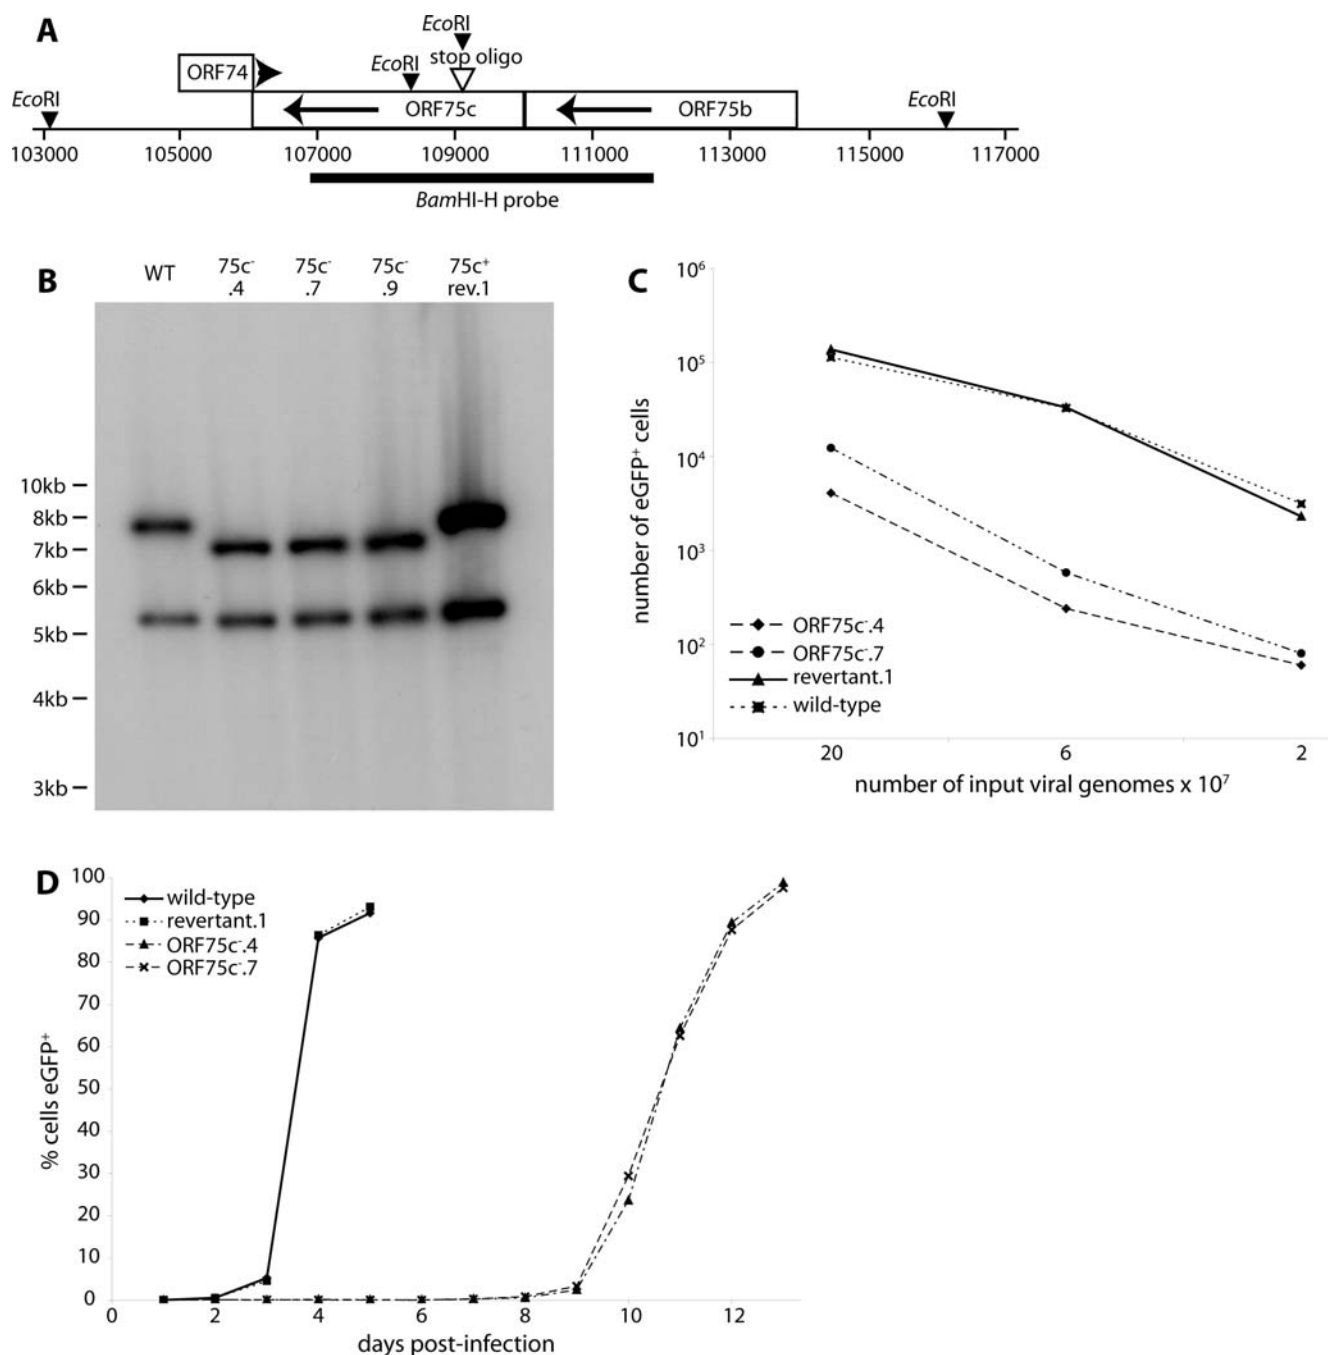 A
EcoRI
stop oligo
EcoRI
ORF74
EcoRI
ORF75c
ORF75b
EcoRI
103000 105000 107000 109000 111000 113000 115000 117000
BamHI-H probe
B
WT 75c⁻ .4 75c⁻ .7 75c⁻ .9 75c⁺ rev.1
10kb
8kb
7kb
6kb
5kb
4kb
3kb
C
10⁶
10⁵
10⁴
10³
10²
10¹
number of eGFP⁺ cells
ORF75c⁻.4
ORF75c⁻.7
revertant.1
wild-type
20 6 2
number of input viral genomes x 10⁷
D
100
90
80
70
60
50
40
30
20
10
0
% cells eGFP⁺
wild-type
revertant.1
ORF75c⁻.4
ORF75c⁻.7
0 2 4 6 8 10 12
days post-infection